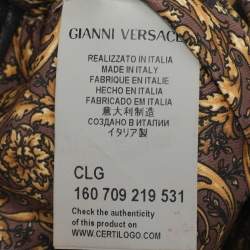 GIANNI VERSACE
REALIZZATO IN ITALIA
MADE IN ITALY
FABRIQUE EN ITALIE
HECHO EN ITALIA
FABRICADO EM ITALIA
意大利制造
СОЗДАНО В ИТАЛИИ
イタリア製
CLG
160 709 219 531
Check the authenticity
of this product on
www.CERTILOGO.com